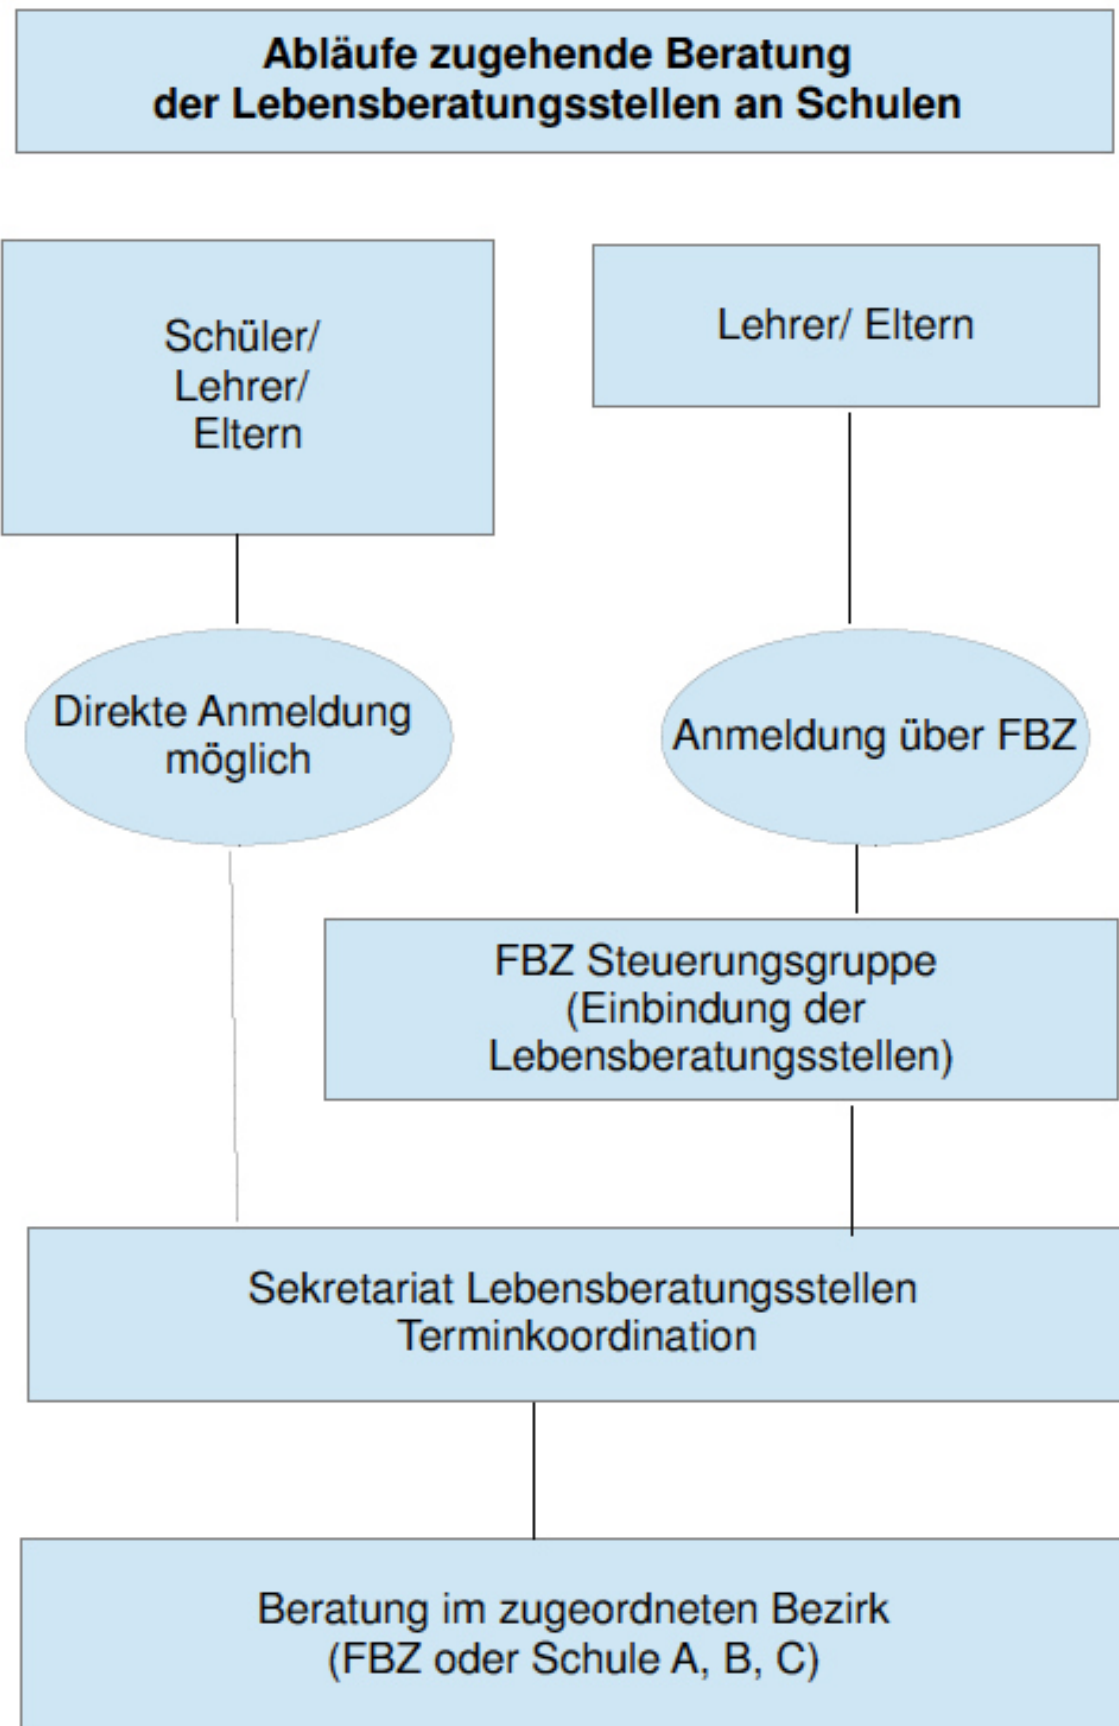 Abläufe zugehende Beratung
der Lebensberatungsstellen an Schulen
Schüler/
Lehrer/
Eltern
Lehrer/ Eltern
Direkte Anmeldung
möglich
Anmeldung über FBZ
FBZ Steuerungsgruppe
(Einbindung der
Lebensberatungsstellen)
Sekretariat Lebensberatungsstellen
Terminkoordination
Beratung im zugeordneten Bezirk
(FBZ oder Schule A, B, C)